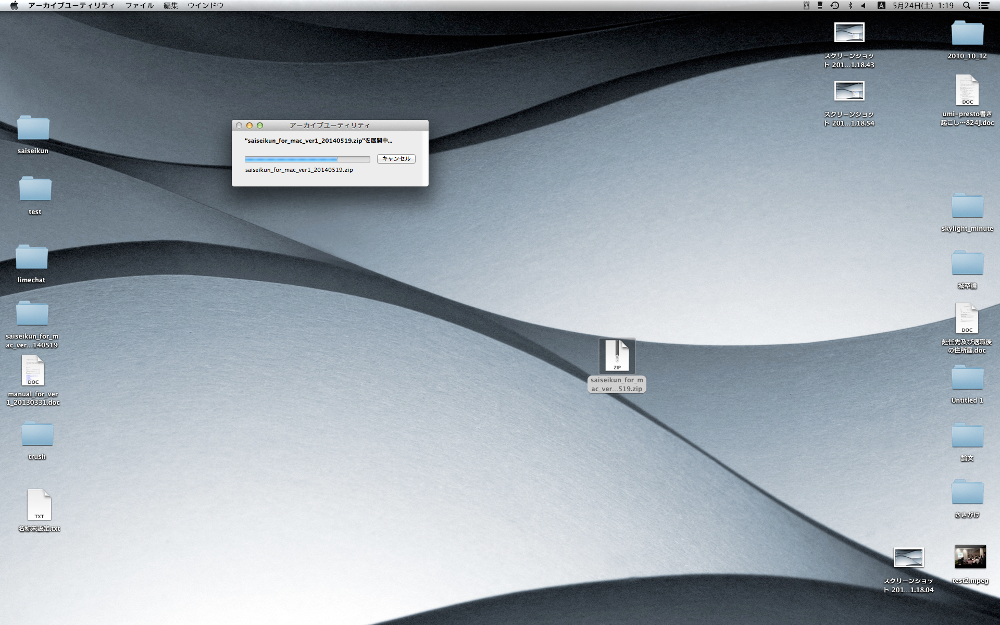 アーカイブユーティリティ ファイル 編集 ウインドウ
A 5月24日(土) 1:19
スクリーンショッ
ト 201...1.18.43
2010_10_12
スクリーンショッ
ト 201...1.18.54
DOC
umi-presto書き
起こし…824J.doc
saiseikun
アーカイブユーティリティ
“saiseikun_for_mac_ver1_20140519.zip”を展開中...
キャンセル
saiseikun_for_mac_ver1_20140519.zip
test
skylight_minute
limechat
城卒論
saiseikun_for_m
ac_ver...140519
DOC
赴任先及び退職後
の住所届.doc
DOC
manual_for_ver
1_20130331.doc
ZIP
saiseikun_for_m
ac_ver...519.zip
Untitled 1
trush
論文
TXT
名称未設定.txt
さきがけ
スクリーンショッ
ト 201...1.18.04
test2.mpeg